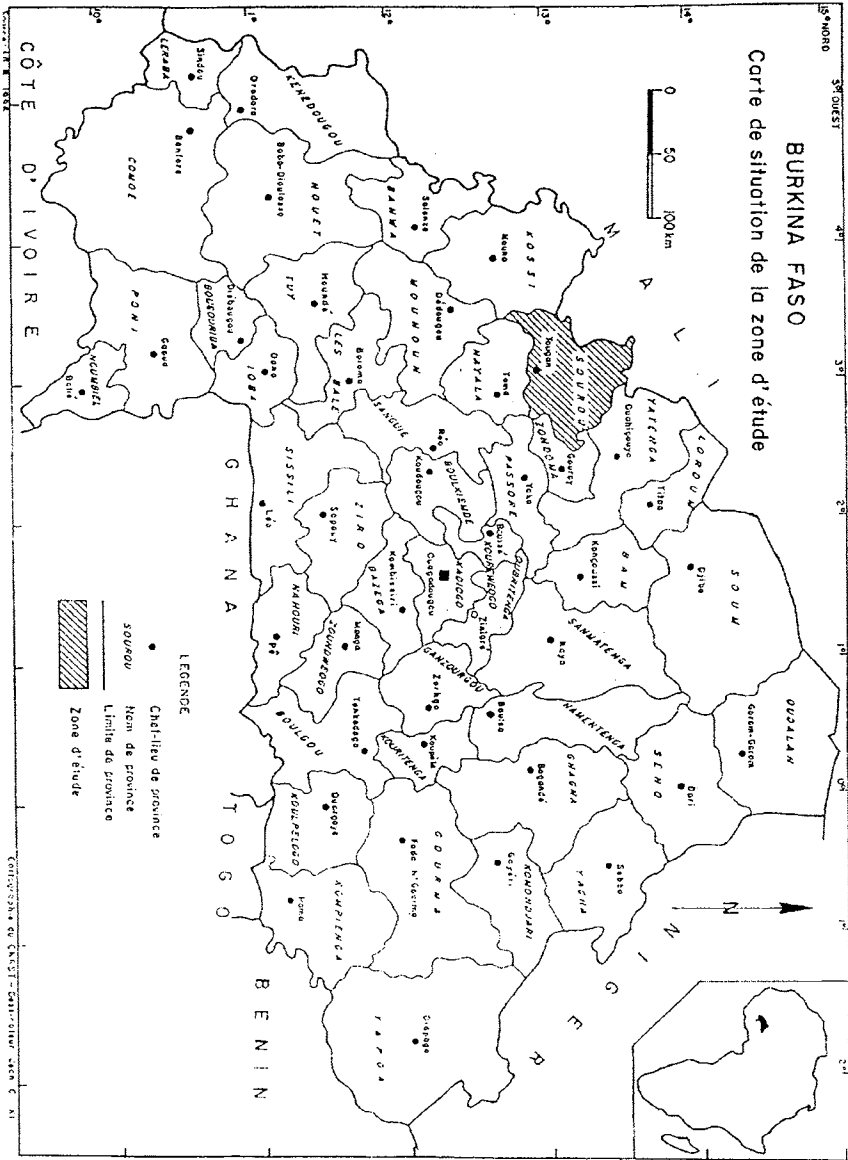 BURKINA FASO
Carte de situation de la zone d'étude
0 50 100 km
5° OUEST
4°
3°
2°
1°
0°
1°
2°
15° NORD
14°
13°
12°
11°
10°
MALI
NIGER
BENIN
TOGO
GHANA
CÔTE D'IVOIRE
N
OUDALAN
Gorom-Gorom
SOUM
Djibo
LOROUM
Titao
YATENGA
Ouahigouya
SENO
Dori
YAGHA
Sebba
BAM
Kongoussi
SANMATENGA
Kaya
NAMENTENGA
Boulsa
GNAGNA
Bogandé
KOMONDJARI
Gayéri
SOUROU
Tougan
KOSSI
Nouna
ZONDOMA
Gourcy
PASSORE
Yako
NAYALA
Toma
MOUHOUN
Dédougou
BANWA
Solenzo
SANGUIE
Réo
BOULKIENDE
Koudougou
KOURWEOGO
Boussé
OUBRITENGA
Ziniaré
KADIOGO
Ouagadougou
GANZOURGOU
Zorkgo
KOURITENGA
Koupéla
GOURMA
Fada N'Gourma
TAPOA
Diapaga
KOMPIENGA
Pama
KOULPELOGO
Ouargaye
BOULGOU
Tenkodogo
ZOUNDWEOGO
Manga
BAZEGA
Kombissiri
NAHOURI
Pô
ZIRO
Sapouy
SISSILI
Léo
LES BALE
Boromo
TUY
Houndé
HOUET
Bobo-Dioulasso
KENEDOUGOU
Orodara
LERABA
Sindou
COMOE
Banfora
IOBA
Dano
BOUGOURIBA
Diébougou
PONI
Gaoua
NOUMBIEL
Batié
LEGENDE
Chef-lieu de province
SOUROU Nom de province
Limite de province
Zone d'étude